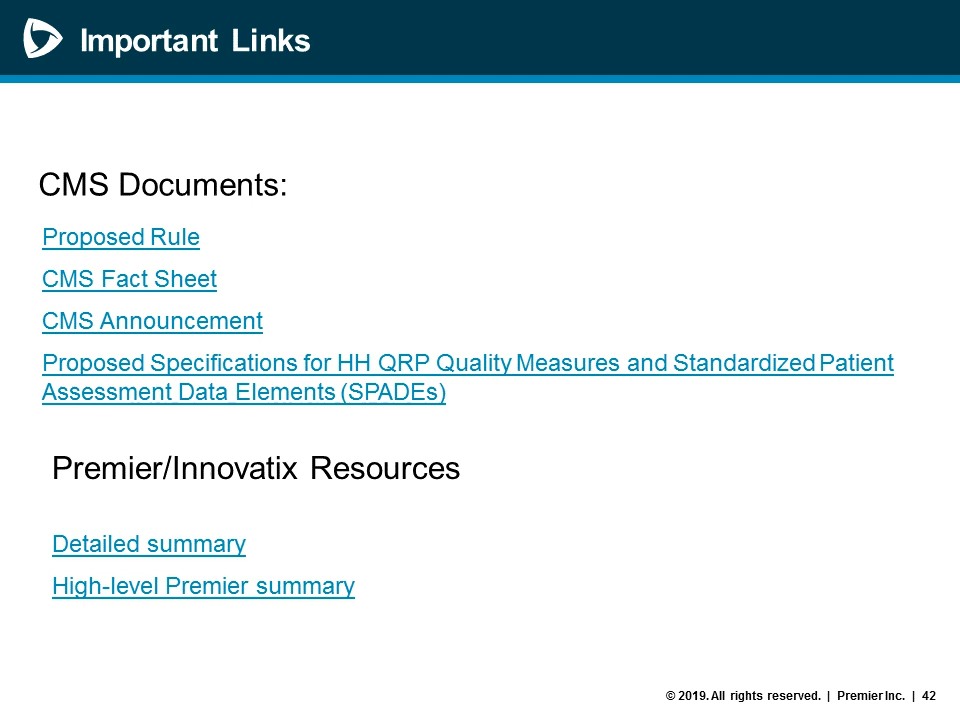 Important Links
CMS Documents:
Proposed Rule
CMS Fact Sheet
CMS Announcement
Proposed Specifications for HH QRP Quality Measures and Standardized Patient
Assessment Data Elements (SPADEs)
Premier/Innovatix Resources
Detailed summary
High-level Premier summary
© 2019. All rights reserved. | Premier Inc. | 42